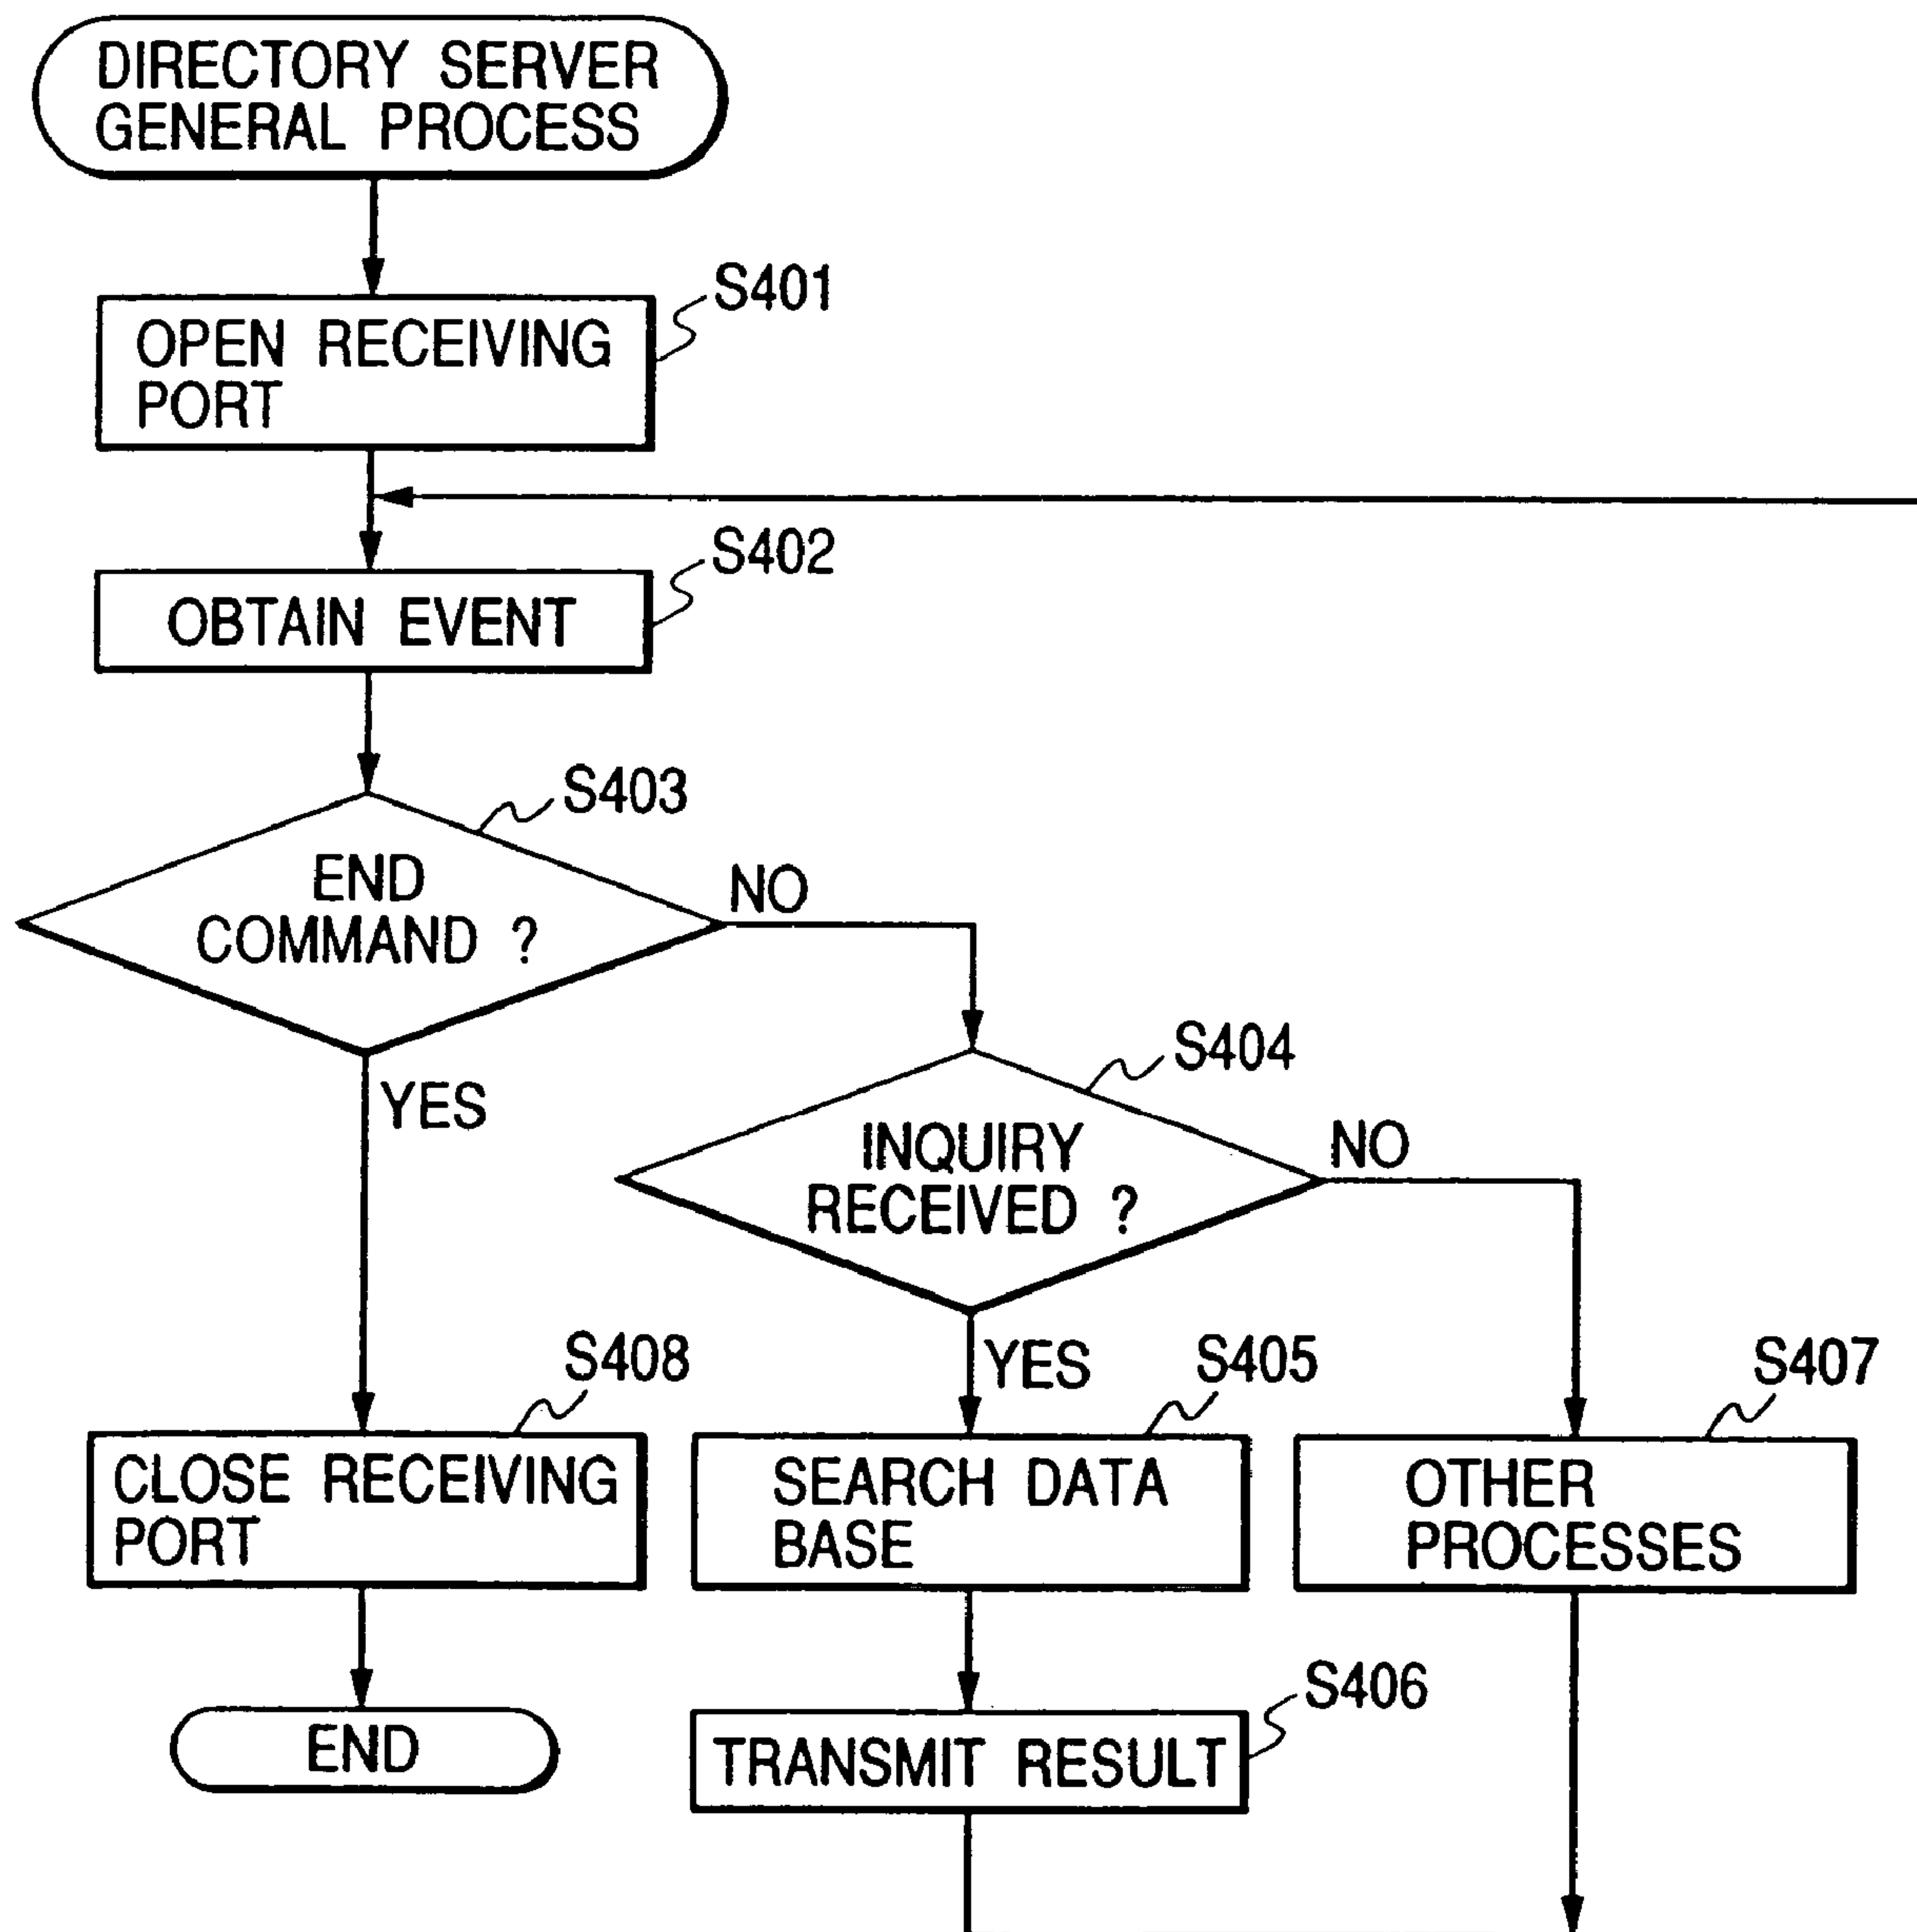 DIRECTORY SERVER
GENERAL PROCESS
S401
OPEN RECEIVING
PORT
S402
OBTAIN EVENT
S403
END
COMMAND ?
NO
YES
S404
INQUIRY
RECEIVED ?
NO
YES
S408
CLOSE RECEIVING
PORT
S405
SEARCH DATA
BASE
S407
OTHER
PROCESSES
END
S406
TRANSMIT RESULT